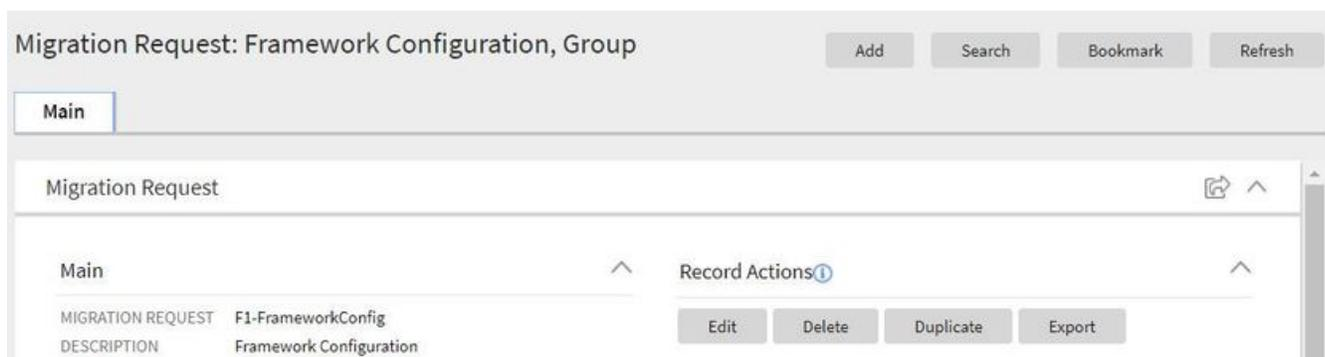 Migration Request: Framework Configuration, Group
Add Search Bookmark Refresh
Main
Migration Request
Main
MIGRATION REQUEST F1-FrameworkConfig
DESCRIPTION Framework Configuration
Record Actions
Edit Delete Duplicate Export